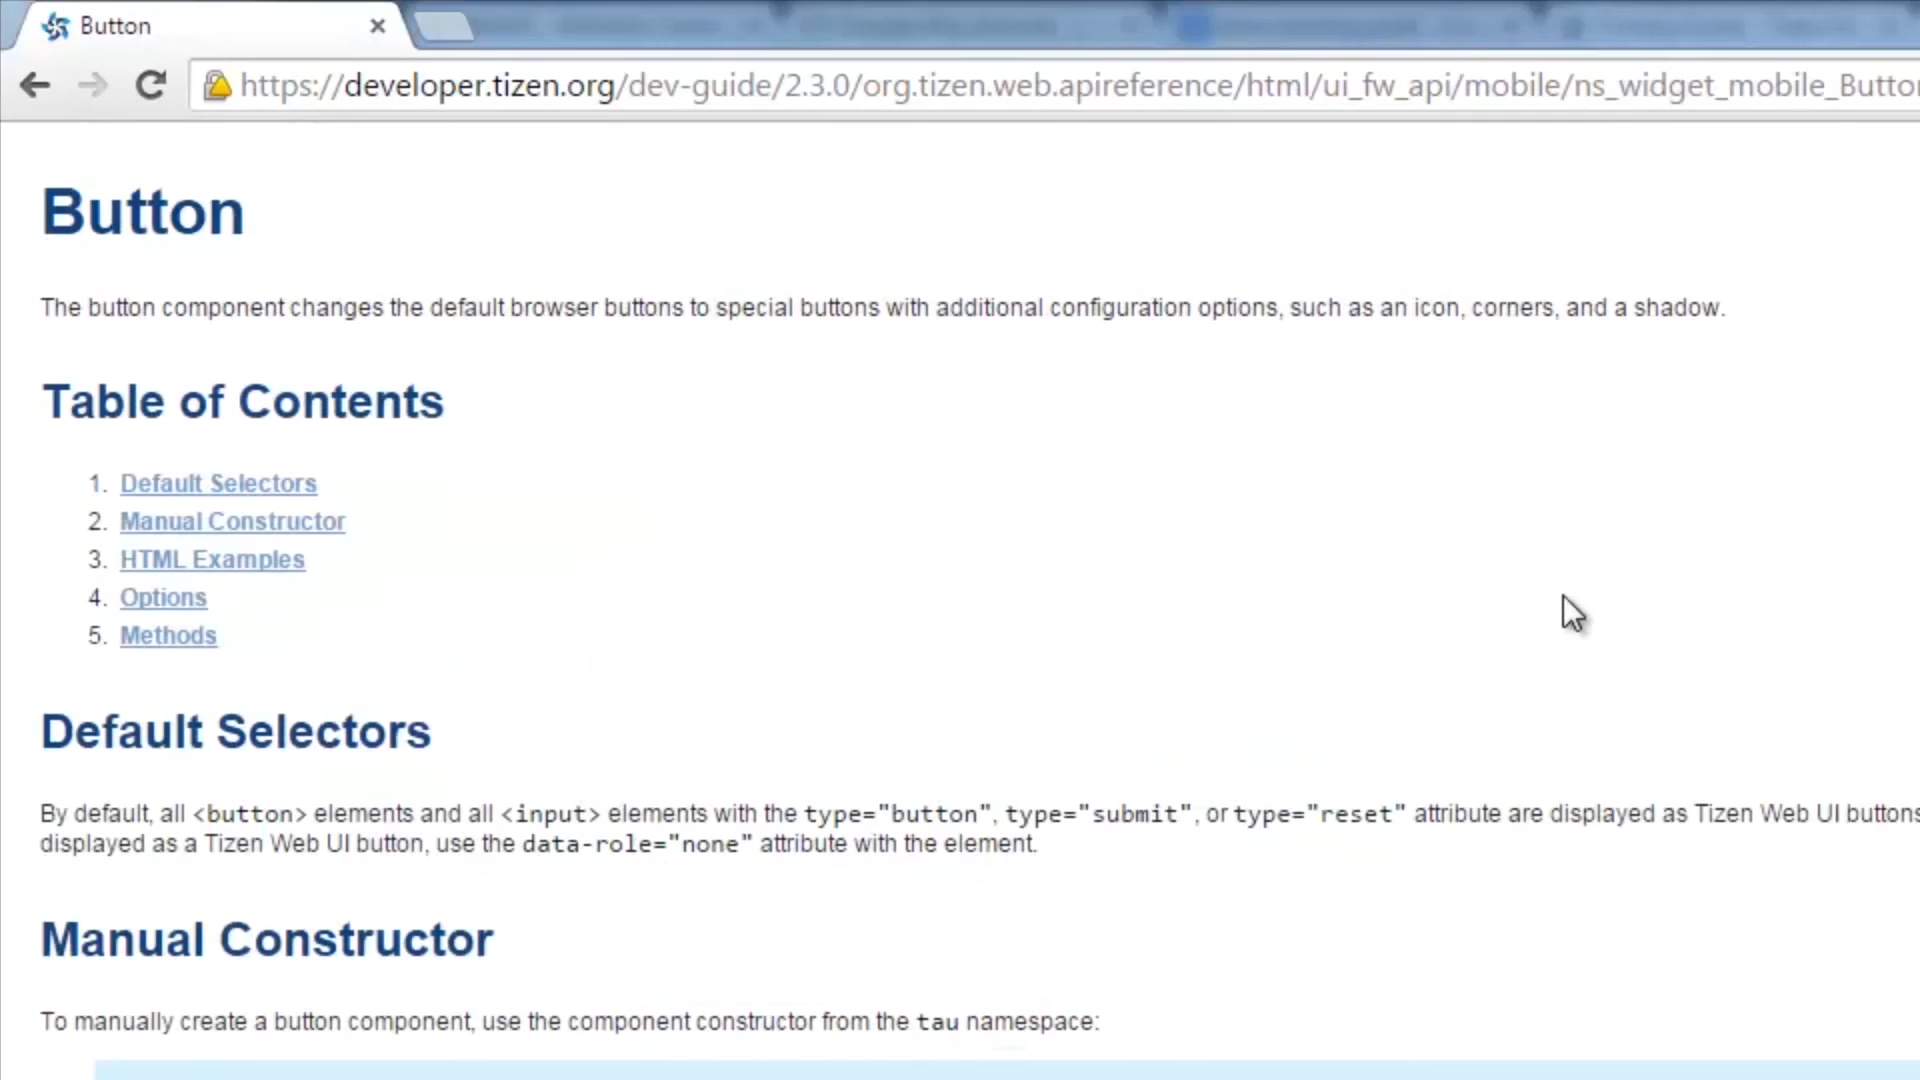 Button
https://developer.tizen.org/dev-guide/2.3.0/org.tizen.web.apireference/html/ui_fw_api/mobile/ns_widget_mobile_Button
Button
The button component changes the default browser buttons to special buttons with additional configuration options, such as an icon, corners, and a shadow.
Table of Contents
1. Default Selectors
2. Manual Constructor
3. HTML Examples
4. Options
5. Methods
Default Selectors
By default, all <button> elements and all <input> elements with the type="button", type="submit", or type="reset" attribute are displayed as Tizen Web UI buttons
displayed as a Tizen Web UI button, use the data-role="none" attribute with the element.
Manual Constructor
To manually create a button component, use the component constructor from the tau namespace: